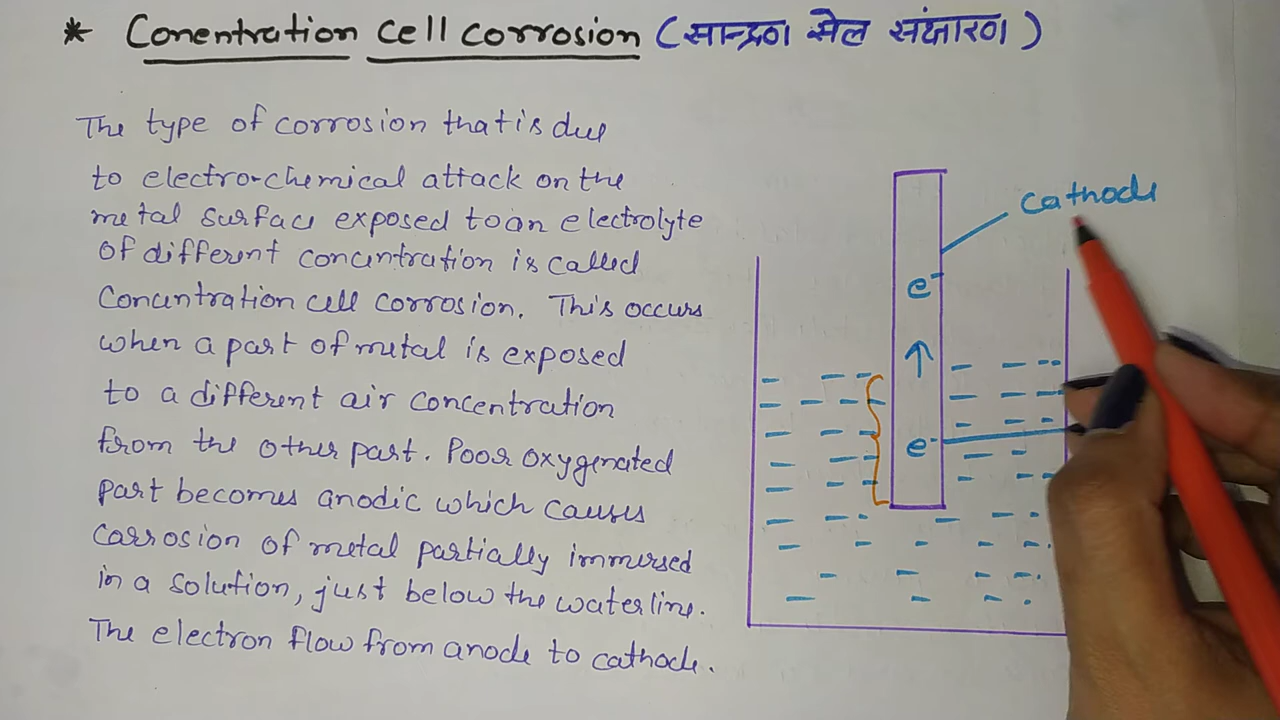 * Conentration cell corrosion (सान्द्रण सेल संक्षारण)
The type of corrosion that is due
to electro-chemical attack on the
metal surface exposed to an electrolyte
of different concentration is called
concentration cell corrosion. This occurs
when a part of metal is exposed
to a different air concentration
from the other part. Poor oxygenated
part becomes anodic which causes
corrosion of metal partially immersed
in a solution, just below the waterline.
The electron flow from anode to cathode.
cathode
e⁻
↑
e⁻